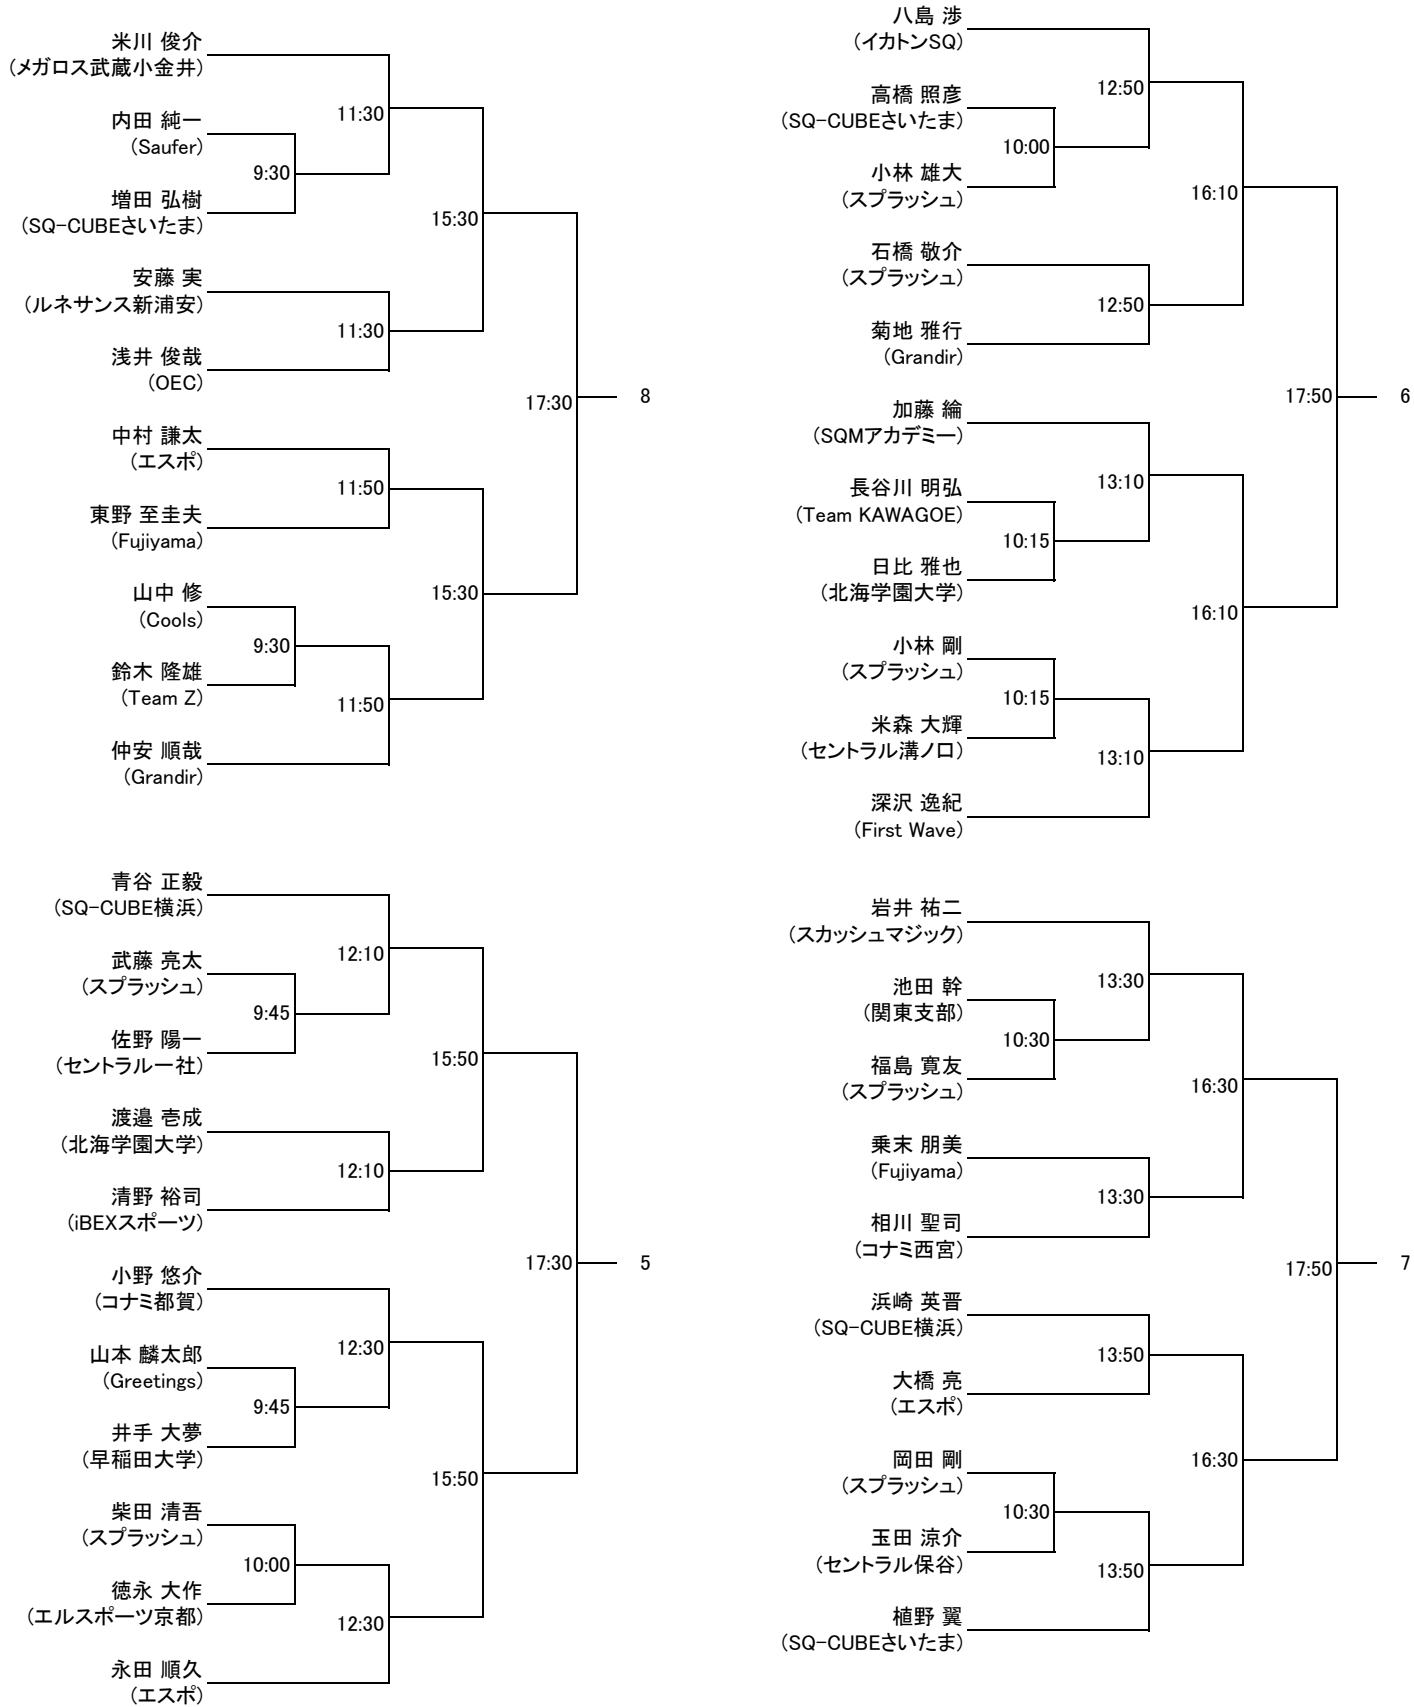 米川 俊介
(メガロス武蔵小金井)
11:30
内田 純一
(Saufer)
9:30
増田 弘樹
(SQ-CUBEさいたま)
15:30
安藤 実
(ルネサンス新浦安)
11:30
浅井 俊哉
(OEC)
17:30
8
中村 謙太
(エスポ)
11:50
東野 至圭夫
(Fujiyama)
15:30
山中 修
(Cools)
9:30
鈴木 隆雄
(Team Z)
11:50
仲安 順哉
(Grandir)
八島 渉
(イカトンSQ)
12:50
高橋 照彦
(SQ-CUBEさいたま)
10:00
小林 雄大
(スプラッシュ)
16:10
石橋 敬介
(スプラッシュ)
12:50
菊地 雅行
(Grandir)
17:50
6
加藤 綸
(SQMアカデミー)
13:10
長谷川 明弘
(Team KAWAGOE)
10:15
日比 雅也
(北海学園大学)
16:10
小林 剛
(スプラッシュ)
10:15
米森 大輝
(セントラル溝ノ口)
13:10
深沢 逸紀
(First Wave)
青谷 正毅
(SQ-CUBE横浜)
12:10
武藤 亮太
(スプラッシュ)
9:45
佐野 陽一
(セントラル一社)
15:50
渡邉 壱成
(北海学園大学)
12:10
清野 裕司
(iBEXスポーツ)
17:30
5
小野 悠介
(コナミ都賀)
12:30
山本 麟太郎
(Greetings)
9:45
井手 大夢
(早稲田大学)
15:50
柴田 清吾
(スプラッシュ)
10:00
徳永 大作
(エルスポーツ京都)
12:30
永田 順久
(エスポ)
岩井 祐二
(スカッシュマジック)
13:30
池田 幹
(関東支部)
10:30
福島 寛友
(スプラッシュ)
16:30
乗末 朋美
(Fujiyama)
13:30
相川 聖司
(コナミ西宮)
17:50
7
浜崎 英晋
(SQ-CUBE横浜)
13:50
大橋 亮
(エスポ)
16:30
岡田 剛
(スプラッシュ)
10:30
玉田 涼介
(セントラル保谷)
13:50
植野 翼
(SQ-CUBEさいたま)